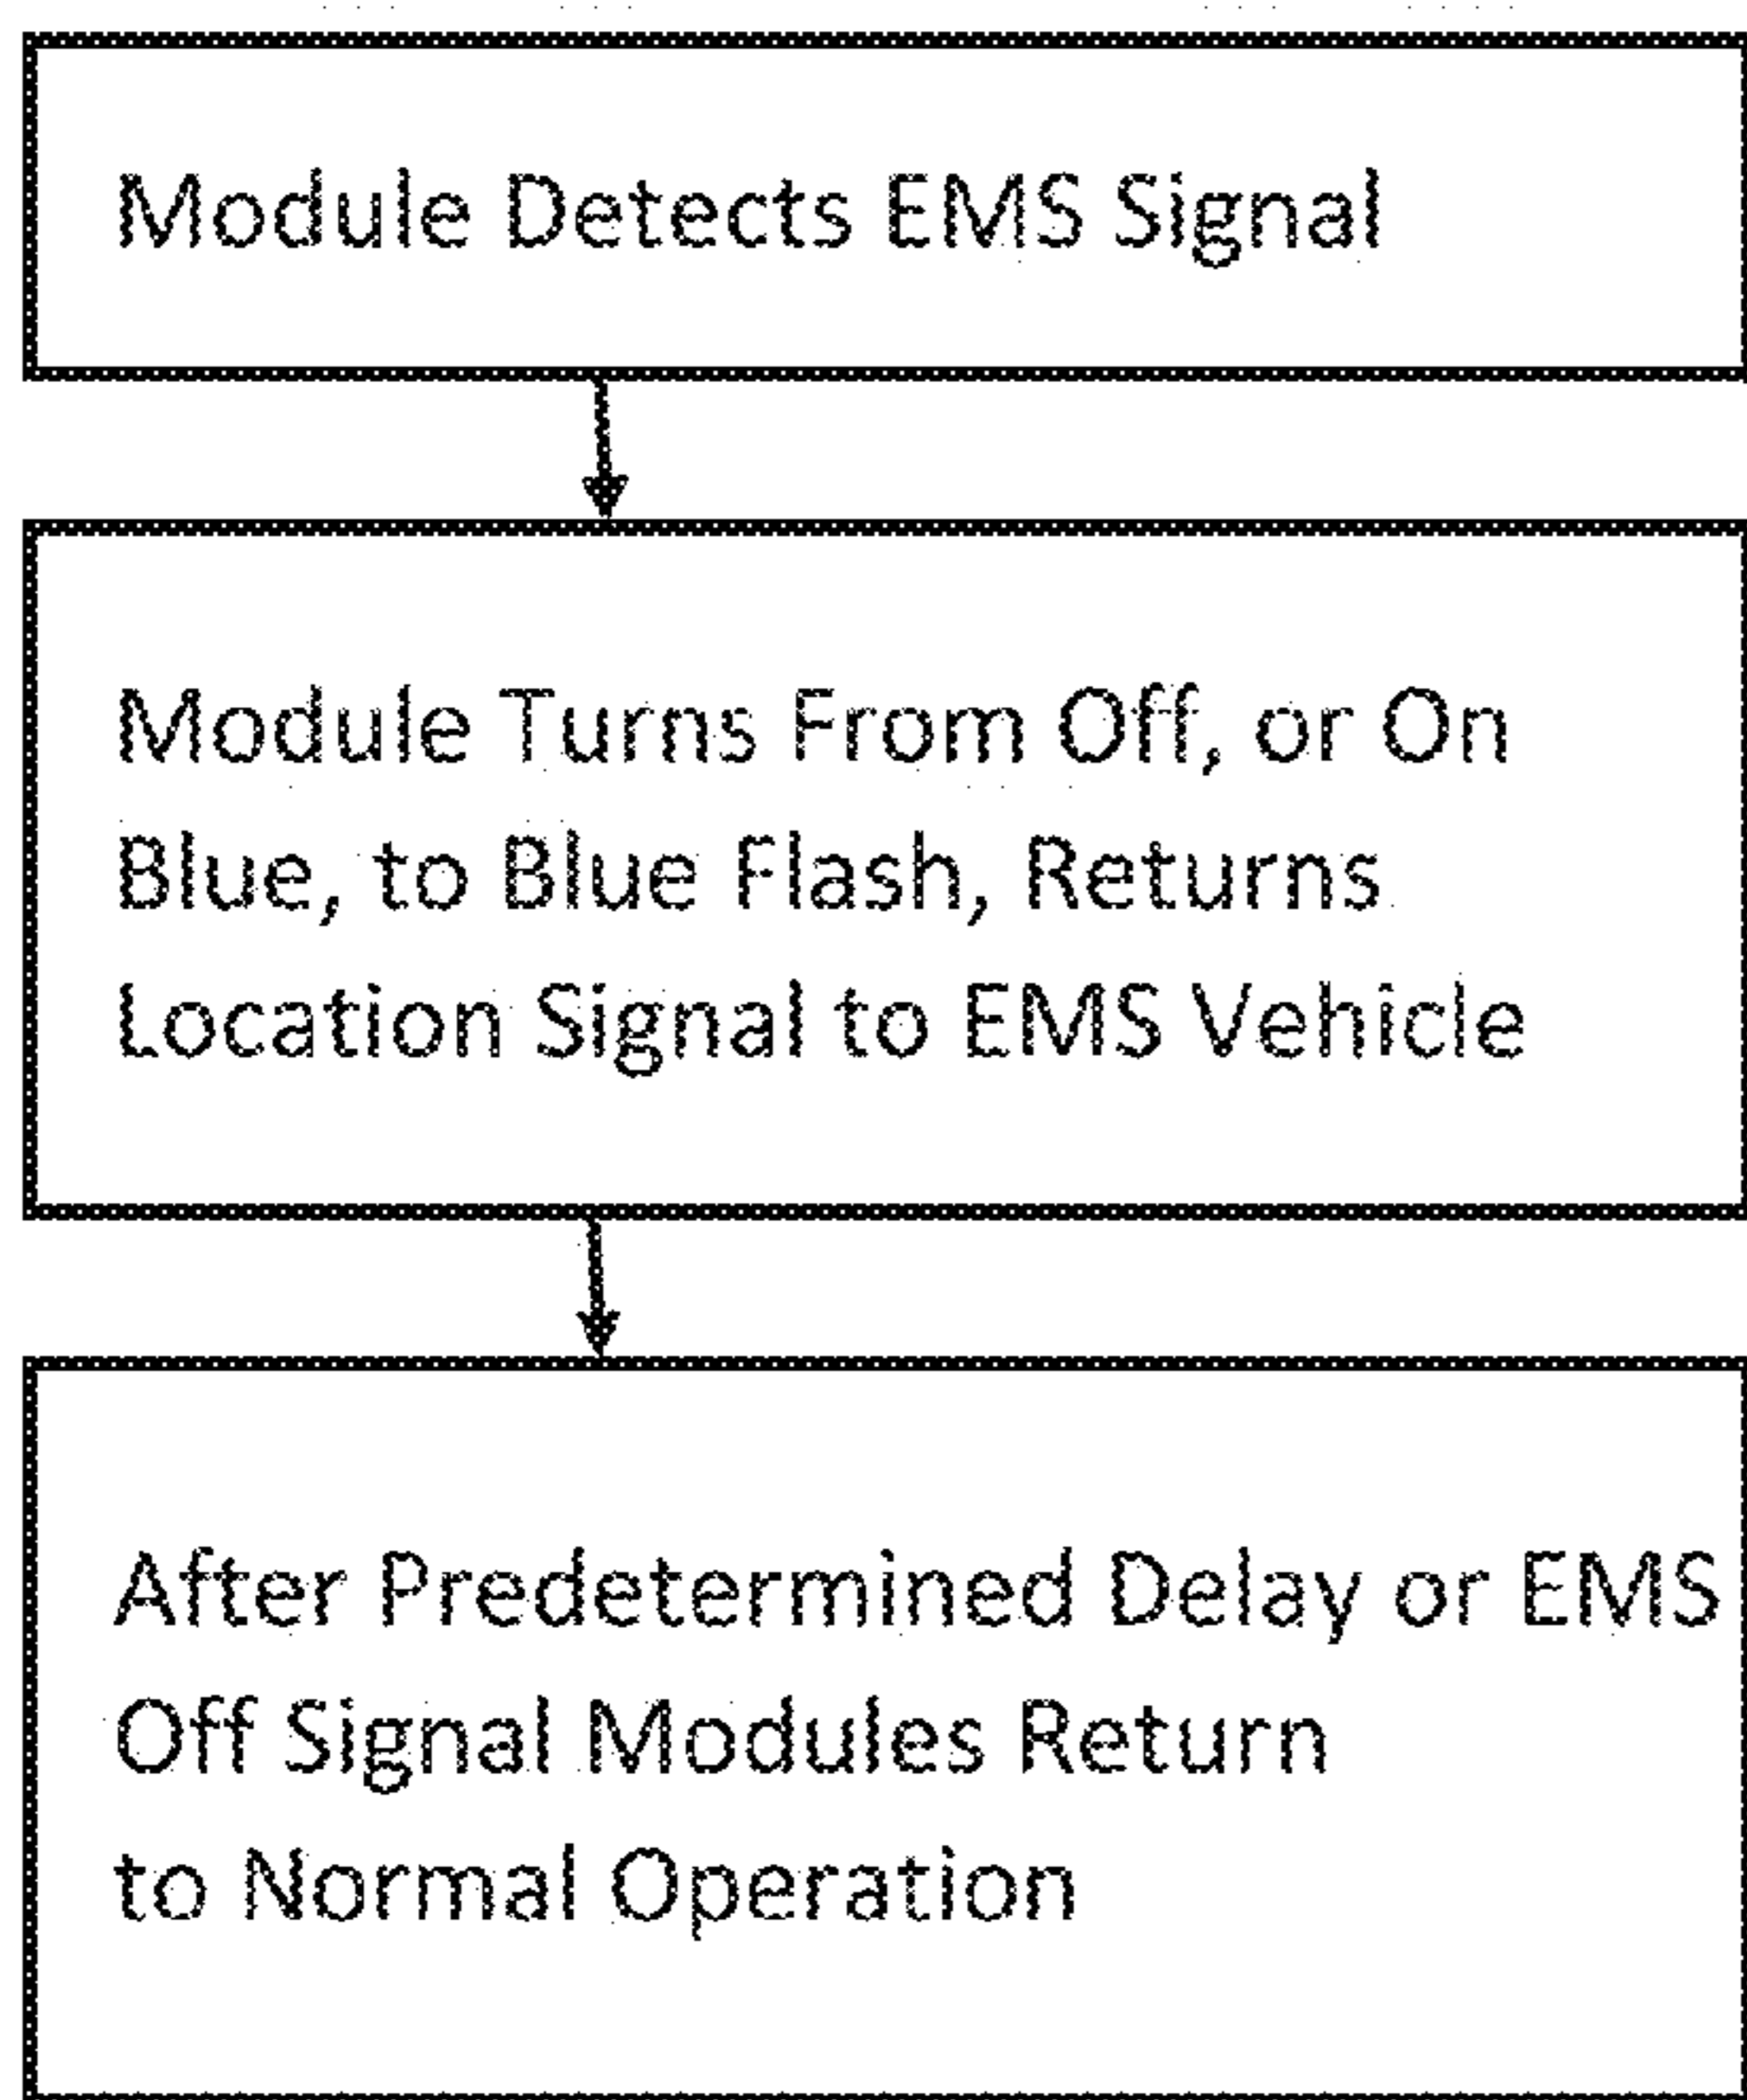 Module Detects EMS Signal
Module Turns From Off, or On
Blue, to Blue Flash, Returns
Location Signal to EMS Vehicle
After Predetermined Delay or EMS
Off Signal Modules Return
to Normal Operation